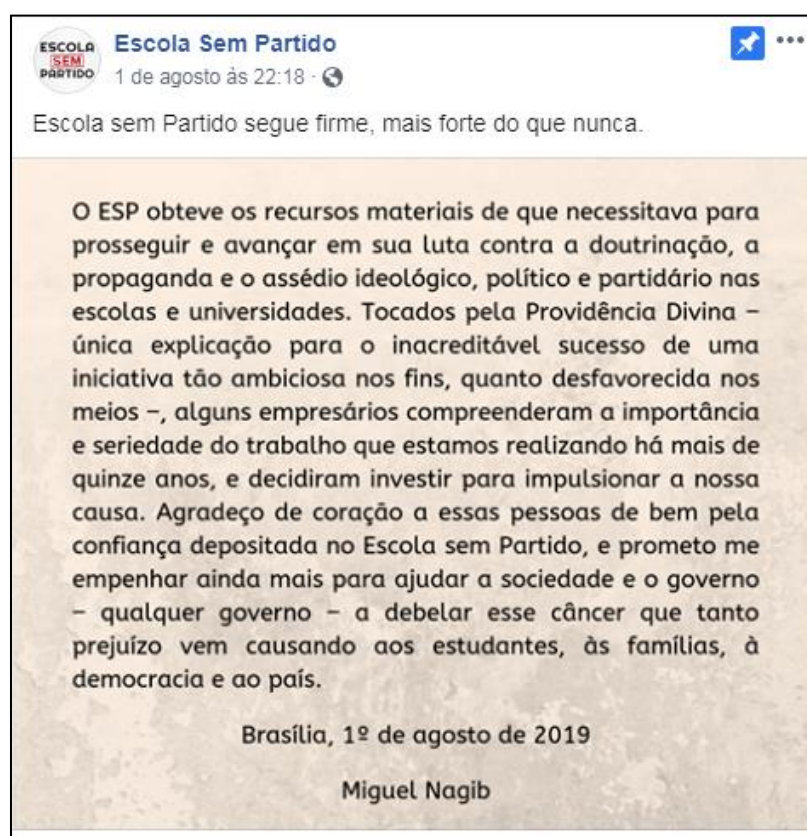 ESCOLA
SEM
PARTIDO
Escola Sem Partido
1 de agosto às 22:18 ·
Escola sem Partido segue firme, mais forte do que nunca.
O ESP obteve os recursos materiais de que necessitava para
prosseguir e avançar em sua luta contra a doutrinação, a
propaganda e o assédio ideológico, político e partidário nas
escolas e universidades. Tocados pela Providência Divina –
única explicação para o inacreditável sucesso de uma
iniciativa tão ambiciosa nos fins, quanto desfavorecida nos
meios –, alguns empresários compreenderam a importância
e seriedade do trabalho que estamos realizando há mais de
quinze anos, e decidiram investir para impulsionar a nossa
causa. Agradeço de coração a essas pessoas de bem pela
confiança depositada no Escola sem Partido, e prometo me
empenhar ainda mais para ajudar a sociedade e o governo
– qualquer governo – a debelar esse câncer que tanto
prejuízo vem causando aos estudantes, às famílias, à
democracia e ao país.
Brasília, 1º de agosto de 2019
Miguel Nagib